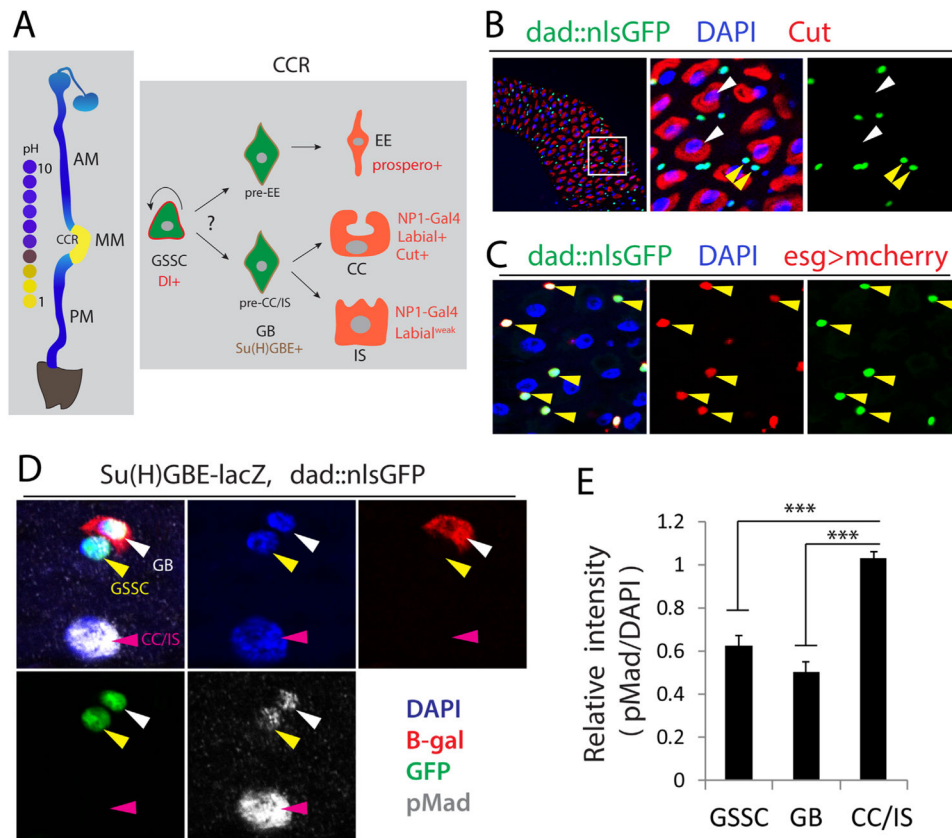 A
pH
10
1
AM
CCR
MM
PM
CCR
GSSC
Dl+
?
pre-EE
pre-CC/IS
GB
Su(H)GBE+
EE
prospero+
CC
NP1-Gal4
Labial+
Cut+
IS
NP1-Gal4
Labialweak
B
dad::nlsGFP DAPI Cut
C
dad::nlsGFP DAPI esg>mcherry
D
Su(H)GBE-lacZ, dad::nlsGFP
GB
GSSC
CC/IS
DAPI
B-gal
GFP
pMad
E
Relative intensity
( pMad/DAPI )
***
***
1.2
1
0.8
0.6
0.4
0.2
0
GSSC GB CC/IS